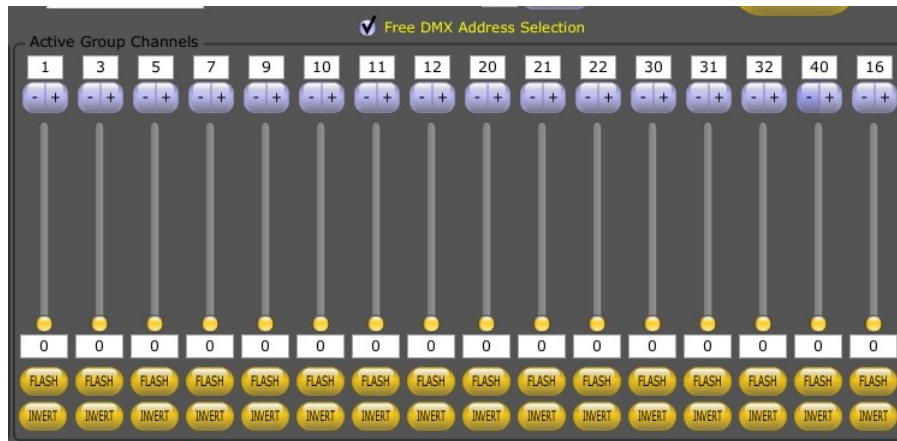 Free DMX Address Selection
Active Group Channels
1 3 5 7 9 10 11 12 20 21 22 30 31 32 40 16
- + - + - + - + - + - + - + - + - + - + - + - + - + - + - + - +
0 0 0 0 0 0 0 0 0 0 0 0 0 0 0 0
FLASH FLASH FLASH FLASH FLASH FLASH FLASH FLASH FLASH FLASH FLASH FLASH FLASH FLASH FLASH FLASH
INVERT INVERT INVERT INVERT INVERT INVERT INVERT INVERT INVERT INVERT INVERT INVERT INVERT INVERT INVERT INVERT